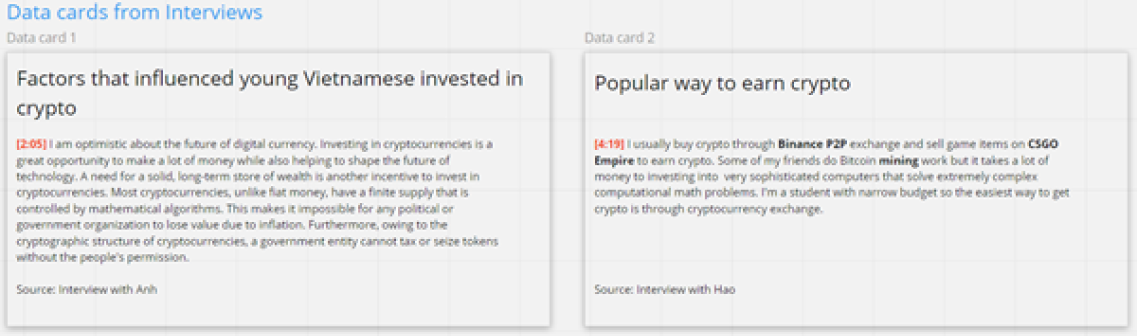 Data cards from Interviews
Data card 1
Factors that influenced young Vietnamese invested in
crypto
[2:05] I am optimistic about the future of digital currency. Investing in cryptocurrencies is a
great opportunity to make a lot of money while also helping to shape the future of
technology. A need for a solid, long-term store of wealth is another incentive to invest in
cryptocurrencies. Most cryptocurrencies, unlike fiat money, have a finite supply that is
controlled by mathematical algorithms. This makes it impossible for any political or
government organization to lose value due to inflation. Furthermore, owing to the
cryptographic structure of cryptocurrencies, a government entity cannot tax or seize tokens
without the people's permission.
Source: Interview with Anh
Data card 2
Popular way to earn crypto
[4:19] I usually buy crypto through Binance P2P exchange and sell game items on CSGO
Empire to earn crypto. Some of my friends do Bitcoin mining work but it takes a lot of
money to investing into very sophisticated computers that solve extremely complex
computational math problems. I'm a student with narrow budget so the easiest way to get
crypto is through cryptocurrency exchange.
Source: Interview with Hao